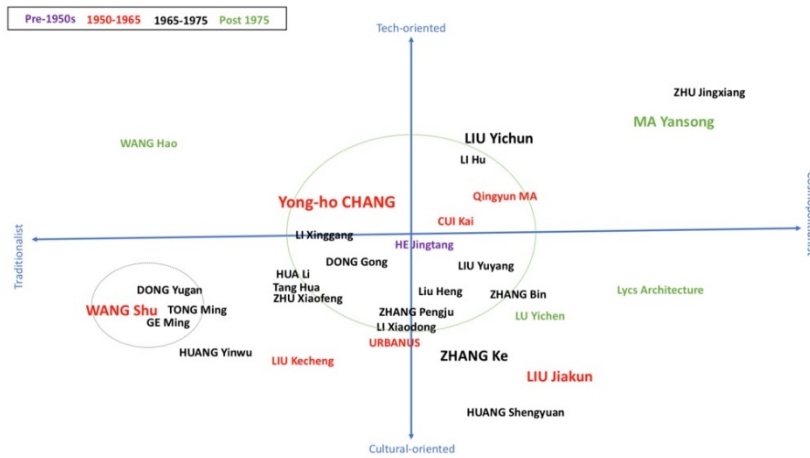 Pre-1950s 1950-1965 1965-1975 Post 1975
Tech-oriented
ZHU Jingxiang
MA Yansong
LIU Yichun
WANG Hao
LI Hu
Qingyun MA
Yong-ho CHANG
CUI Kai
Traditionalist
LI Xinggang
HE Jingtang
DONG Gong
LIU Yuyang
HUA Li
Tang Hua
DONG Yugan
Liu Heng
ZHANG Bin
Lycs Architecture
ZHU Xiaofeng
WANG Shu
TONG Ming
ZHANG Pengju
LU Yichen
GE Ming
LI Xiaodong
URBANUS
HUANG Yinwu
LIU Kecheng
ZHANG Ke
LIU Jiakun
HUANG Shengyuan
Cultural-oriented